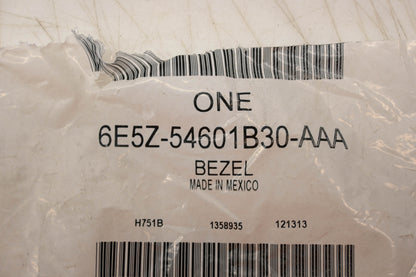 ONE
6E5Z-54601B30-AAA
BEZEL
MADE IN MEXICO
H751B 1358935 121313